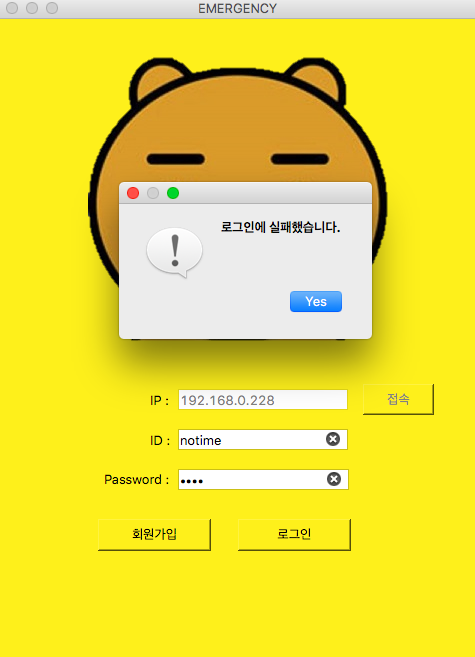 EMERGENCY
로그인에 실패했습니다.
Yes
IP : 192.168.0.228 접속
ID : notime
Password : ••••
회원가입 로그인